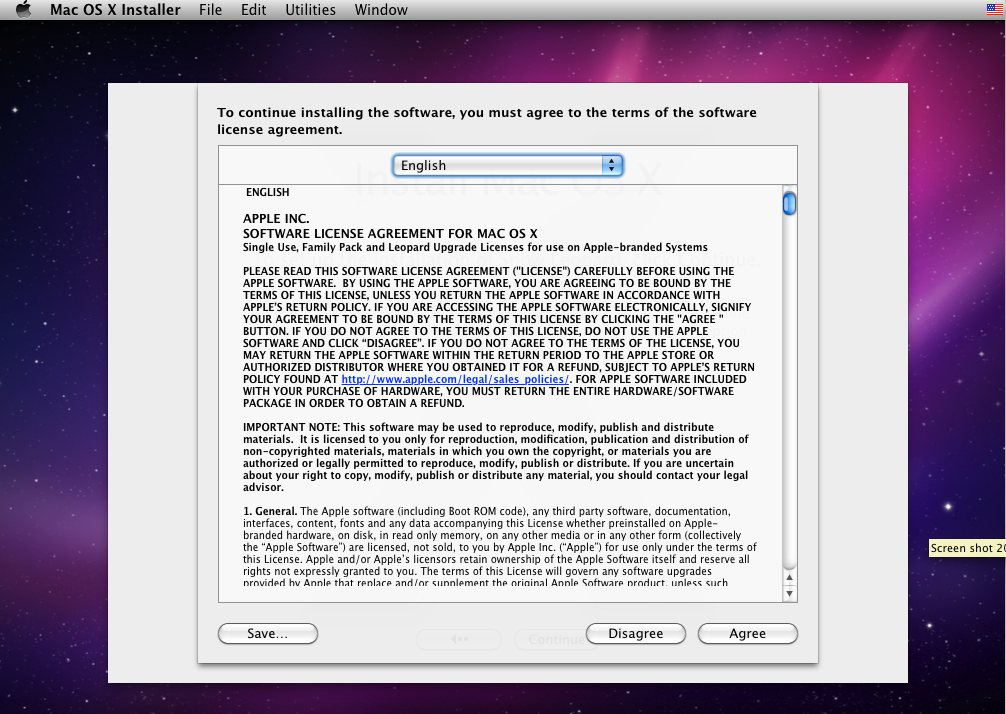 Mac OS X Installer File Edit Utilities Window
To continue installing the software, you must agree to the terms of the software
license agreement.
English
Install Mac OS X
ENGLISH
APPLE INC.
SOFTWARE LICENSE AGREEMENT FOR MAC OS X
Single Use, Family Pack and Leopard Upgrade Licenses for use on Apple-branded Systems
PLEASE READ THIS SOFTWARE LICENSE AGREEMENT ("LICENSE") CAREFULLY BEFORE USING THE
APPLE SOFTWARE. BY USING THE APPLE SOFTWARE, YOU ARE AGREEING TO BE BOUND BY THE
TERMS OF THIS LICENSE, UNLESS YOU RETURN THE APPLE SOFTWARE IN ACCORDANCE WITH
APPLE'S RETURN POLICY. IF YOU ARE ACCESSING THE APPLE SOFTWARE ELECTRONICALLY, SIGNIFY
YOUR AGREEMENT TO BE BOUND BY THE TERMS OF THIS LICENSE BY CLICKING THE "AGREE "
BUTTON. IF YOU DO NOT AGREE TO THE TERMS OF THIS LICENSE, DO NOT USE THE APPLE
SOFTWARE AND CLICK “DISAGREE”. IF YOU DO NOT AGREE TO THE TERMS OF THE LICENSE, YOU
MAY RETURN THE APPLE SOFTWARE WITHIN THE RETURN PERIOD TO THE APPLE STORE OR
AUTHORIZED DISTRIBUTOR WHERE YOU OBTAINED IT FOR A REFUND, SUBJECT TO APPLE'S RETURN
POLICY FOUND AT http://www.apple.com/legal/sales_policies/. FOR APPLE SOFTWARE INCLUDED
WITH YOUR PURCHASE OF HARDWARE, YOU MUST RETURN THE ENTIRE HARDWARE/SOFTWARE
PACKAGE IN ORDER TO OBTAIN A REFUND.
IMPORTANT NOTE: This software may be used to reproduce, modify, publish and distribute
materials. It is licensed to you only for reproduction, modification, publication and distribution of
non-copyrighted materials, materials in which you own the copyright, or materials you are
authorized or legally permitted to reproduce, modify, publish or distribute. If you are uncertain
about your right to copy, modify, publish or distribute any material, you should contact your legal
advisor.
1. General. The Apple software (including Boot ROM code), any third party software, documentation,
interfaces, content, fonts and any data accompanying this License whether preinstalled on Apple-
branded hardware, on disk, in read only memory, on any other media or in any other form (collectively
the “Apple Software”) are licensed, not sold, to you by Apple Inc. (“Apple”) for use only under the terms of
this License. Apple and/or Apple's licensors retain ownership of the Apple Software itself and reserve all
rights not expressly granted to you. The terms of this License will govern any software upgrades
provided by Apple that replace and/or supplement the original Apple Software product, unless such
Screen shot 20
Save... Continue Disagree Agree